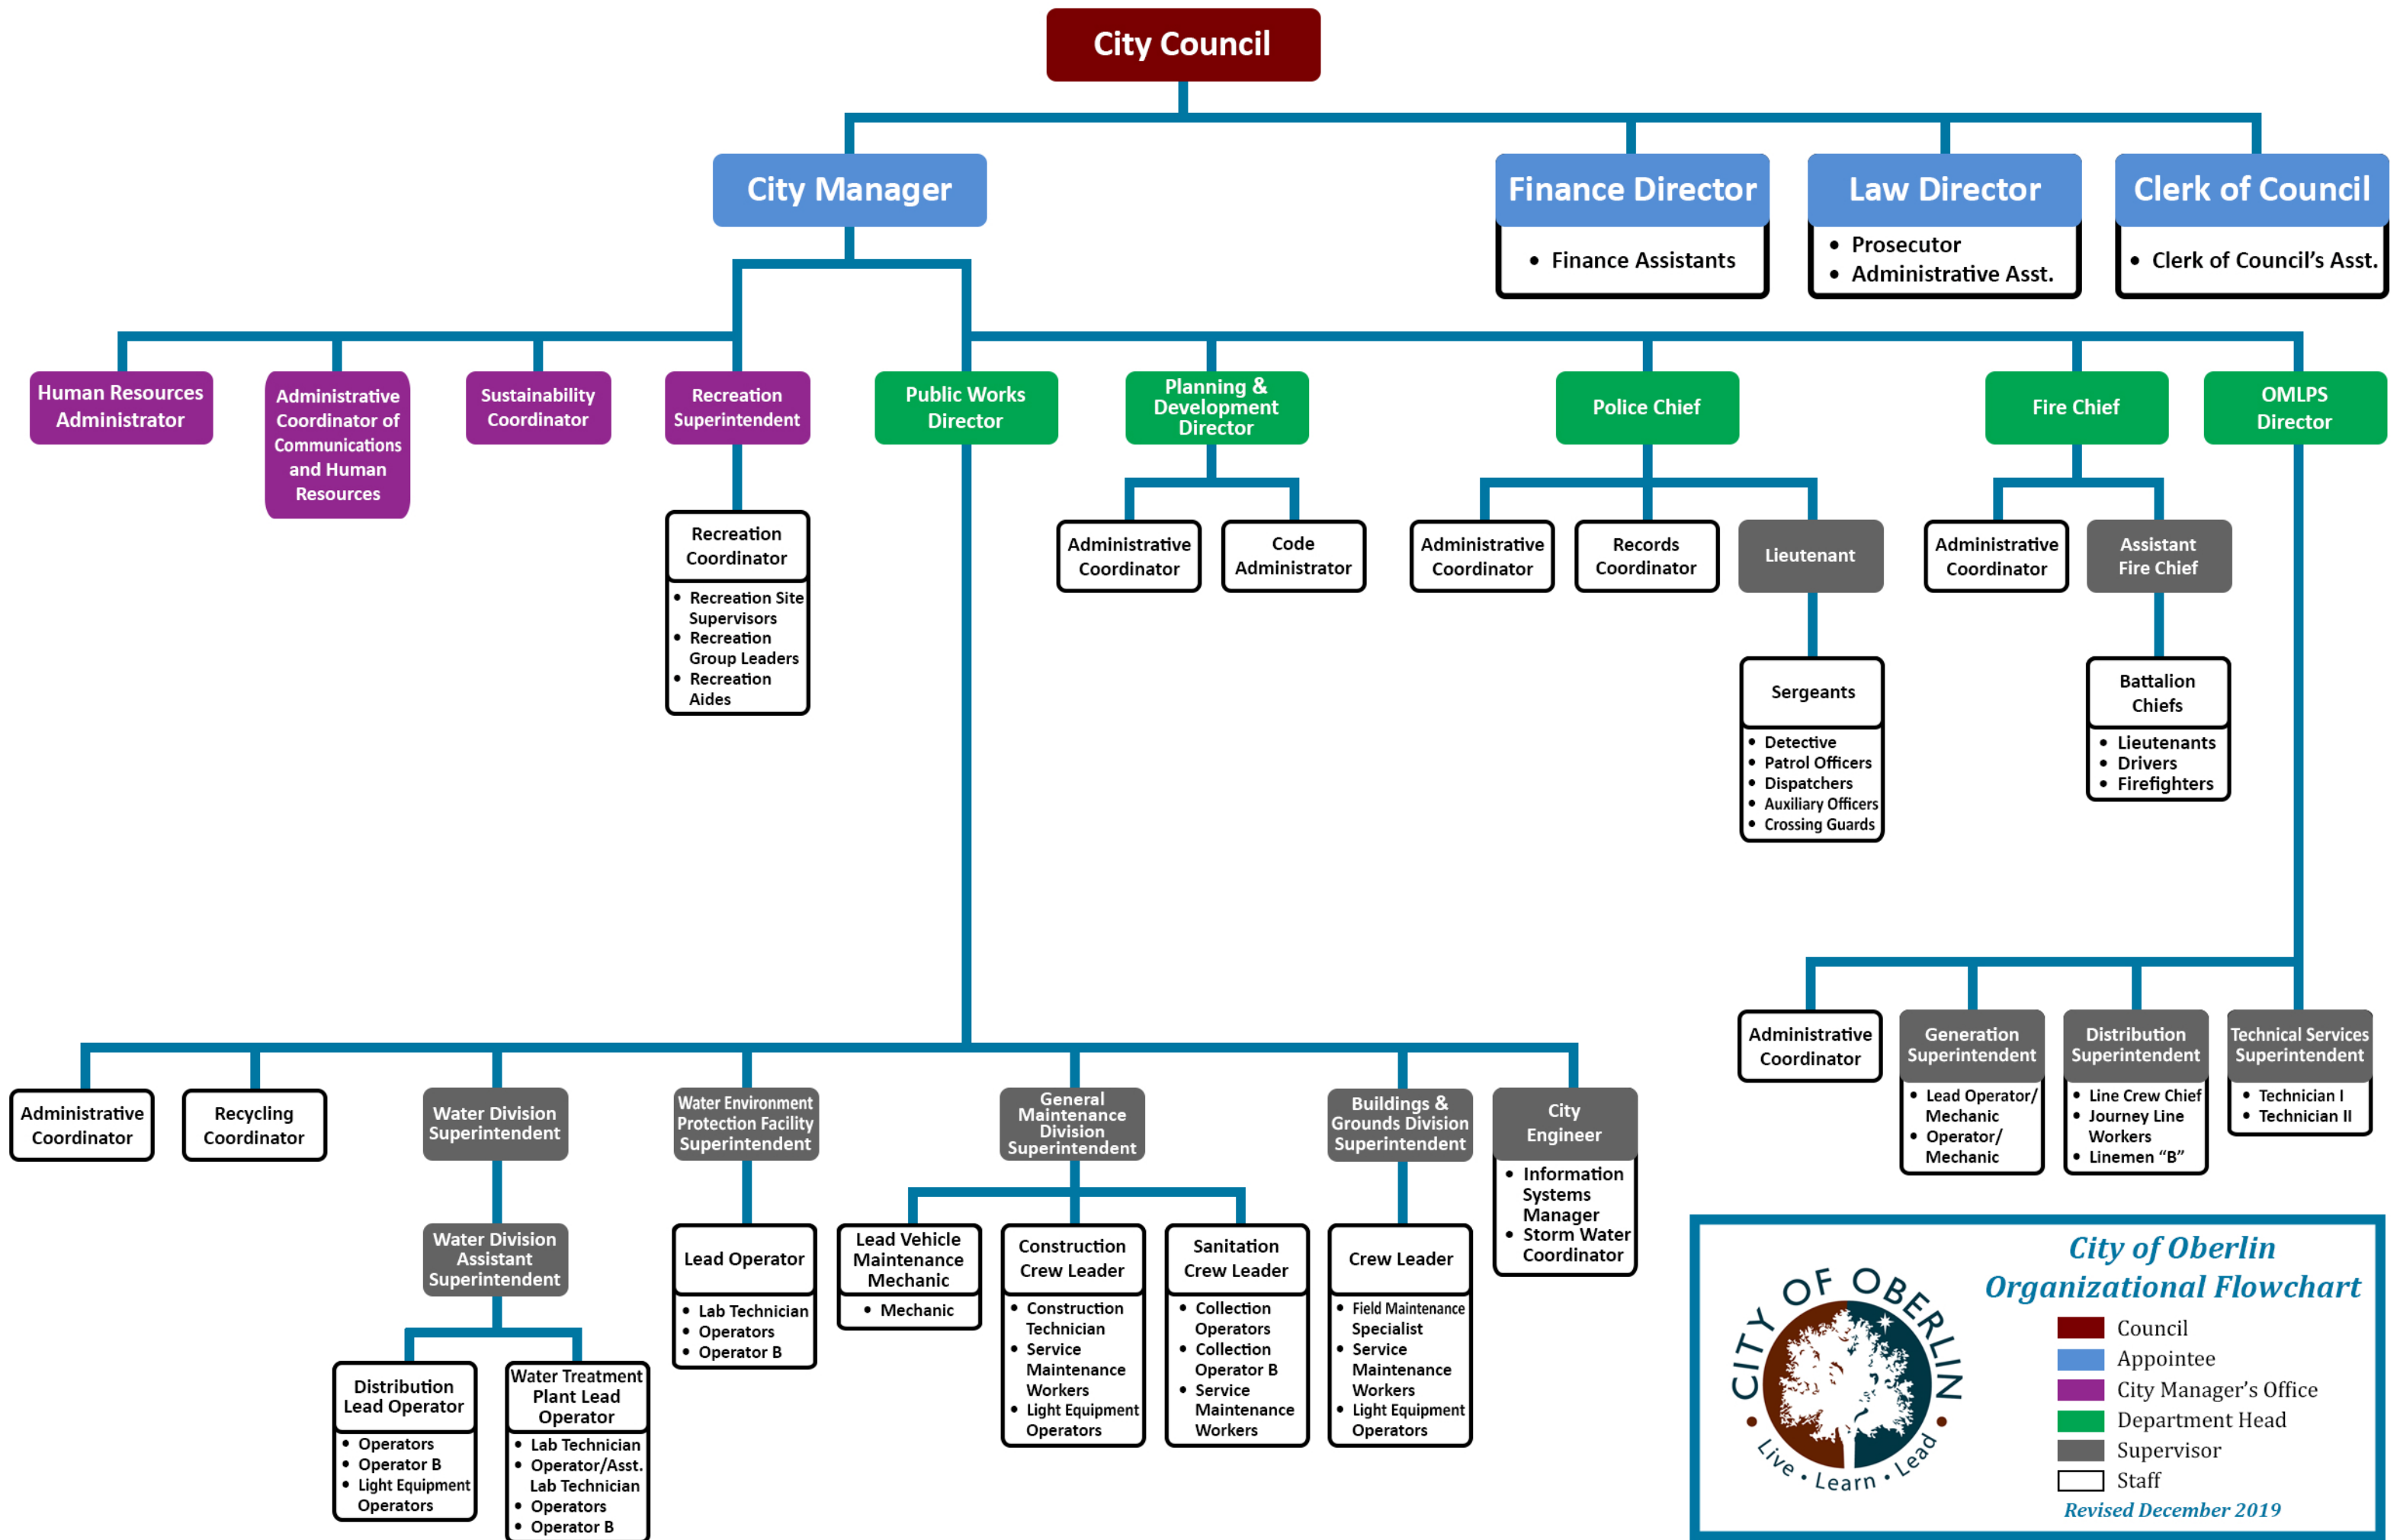 City Council
City Manager
Finance Director
• Finance Assistants
Law Director
• Prosecutor
• Administrative Asst.
Clerk of Council
• Clerk of Council’s Asst.
Human Resources
Administrator
Administrative
Coordinator of
Communications
and Human
Resources
Sustainability
Coordinator
Recreation
Superintendent
Public Works
Director
Planning &
Development
Director
Police Chief
Fire Chief
OMLPS
Director
Recreation
Coordinator
• Recreation Site
Supervisors
• Recreation
Group Leaders
• Recreation
Aides
Administrative
Coordinator
Code
Administrator
Administrative
Coordinator
Records
Coordinator
Lieutenant
Administrative
Coordinator
Assistant
Fire Chief
Sergeants
• Detective
• Patrol Officers
• Dispatchers
• Auxiliary Officers
• Crossing Guards
Battalion
Chiefs
• Lieutenants
• Drivers
• Firefighters
Administrative
Coordinator
Generation
Superintendent
• Lead Operator/
Mechanic
• Operator/
Mechanic
Distribution
Superintendent
• Line Crew Chief
• Journey Line
Workers
• Linemen “B”
Technical Services
Superintendent
• Technician I
• Technician II
Administrative
Coordinator
Recycling
Coordinator
Water Division
Superintendent
Water Environment
Protection Facility
Superintendent
General
Maintenance
Division
Superintendent
Buildings &
Grounds Division
Superintendent
City
Engineer
• Information
Systems
Manager
• Storm Water
Coordinator
Water Division
Assistant
Superintendent
Lead Operator
• Lab Technician
• Operators
• Operator B
Lead Vehicle
Maintenance
Mechanic
• Mechanic
Construction
Crew Leader
• Construction
Technician
• Service
Maintenance
Workers
• Light Equipment
Operators
Sanitation
Crew Leader
• Collection
Operators
• Collection
Operator B
• Service
Maintenance
Workers
Crew Leader
• Field Maintenance
Specialist
• Service
Maintenance
Workers
• Light Equipment
Operators
Distribution
Lead Operator
• Operators
• Operator B
• Light Equipment
Operators
Water Treatment
Plant Lead
Operator
• Lab Technician
• Operator/Asst.
Lab Technician
• Operators
• Operator B
CITY OF OBERLIN
• Live • Learn • Lead •
City of Oberlin
Organizational Flowchart
Council
Appointee
City Manager’s Office
Department Head
Supervisor
Staff
Revised December 2019